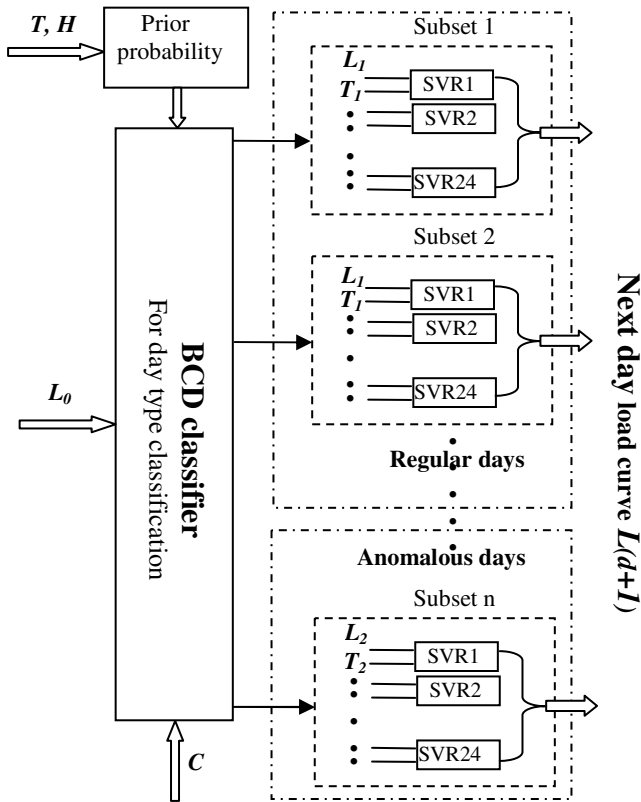 T, H
Prior
probability
L0
BCD classifier
For day type classification
C
Subset 1
L1
T1
SVR1
SVR2
SVR24
Subset 2
L1
T1
SVR1
SVR2
SVR24
Regular days
Anomalous days
Subset n
L2
T2
SVR1
SVR2
SVR24
Next day load curve L(d+1)